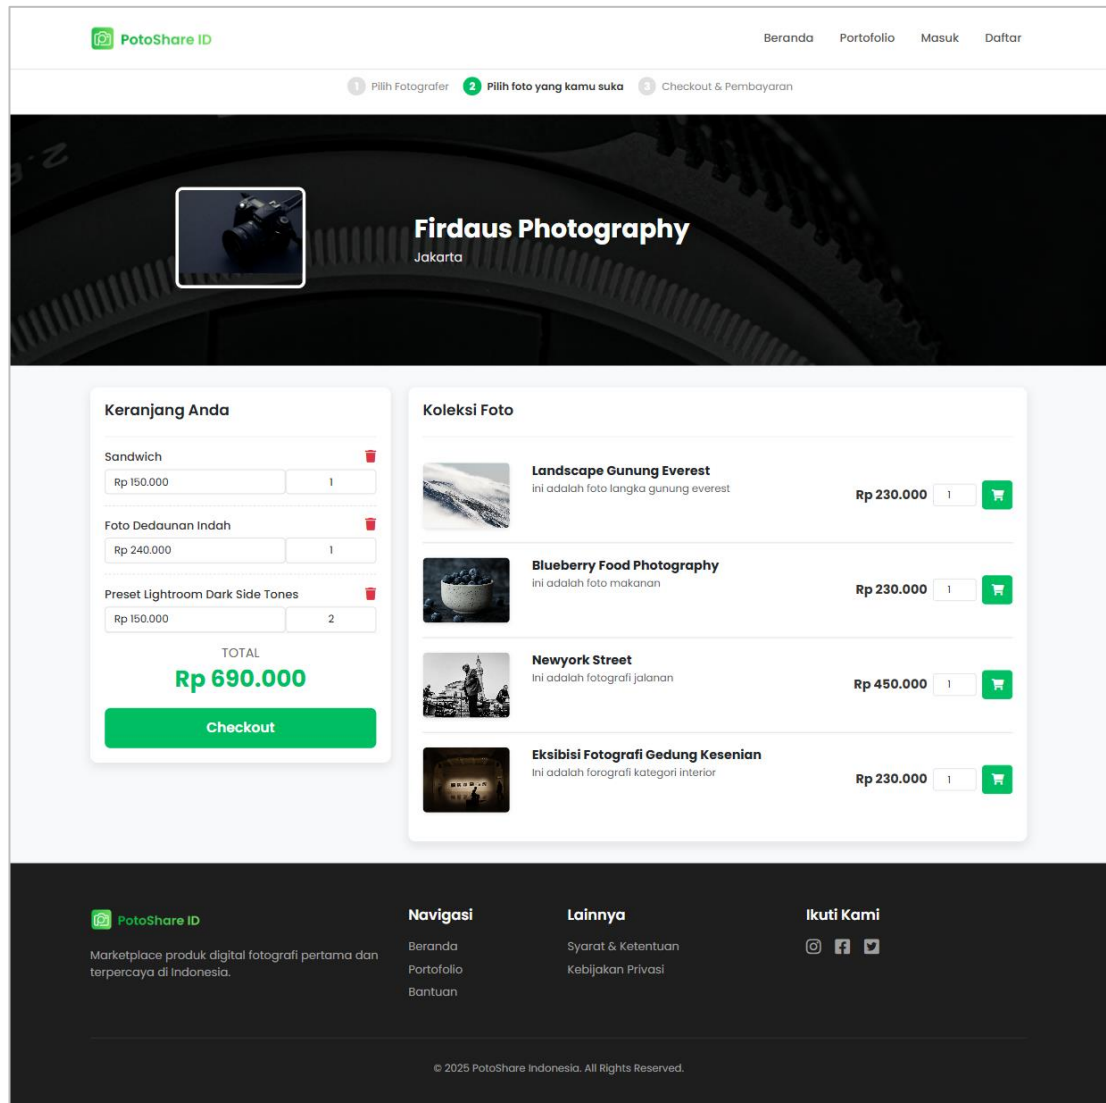 PotoShare ID
Beranda Portofolio Masuk Daftar
1 Pilih Fotografer 2 Pilih foto yang kamu suka 3 Checkout & Pembayaran
Firdaus Photography
Jakarta
Keranjang Anda
Sandwich
Rp 150.000 1
Foto Dedaunan Indah
Rp 240.000 1
Preset Lightroom Dark Side Tones
Rp 150.000 2
TOTAL
Rp 690.000
Checkout
Koleksi Foto
Landscape Gunung Everest
ini adalah foto langka gunung everest
Rp 230.000 1
Blueberry Food Photography
ini adalah foto makanan
Rp 230.000 1
Newyork Street
Ini adalah fotografi jalanan
Rp 450.000 1
Eksibisi Fotografi Gedung Kesenian
Ini adalah forografi kategori interior
Rp 230.000 1
PotoShare ID
Marketplace produk digital fotografi pertama dan
terpercaya di Indonesia.
Navigasi
Beranda
Portofolio
Bantuan
Lainnya
Syarat & Ketentuan
Kebijakan Privasi
Ikuti Kami
© 2025 PotoShare Indonesia. All Rights Reserved.